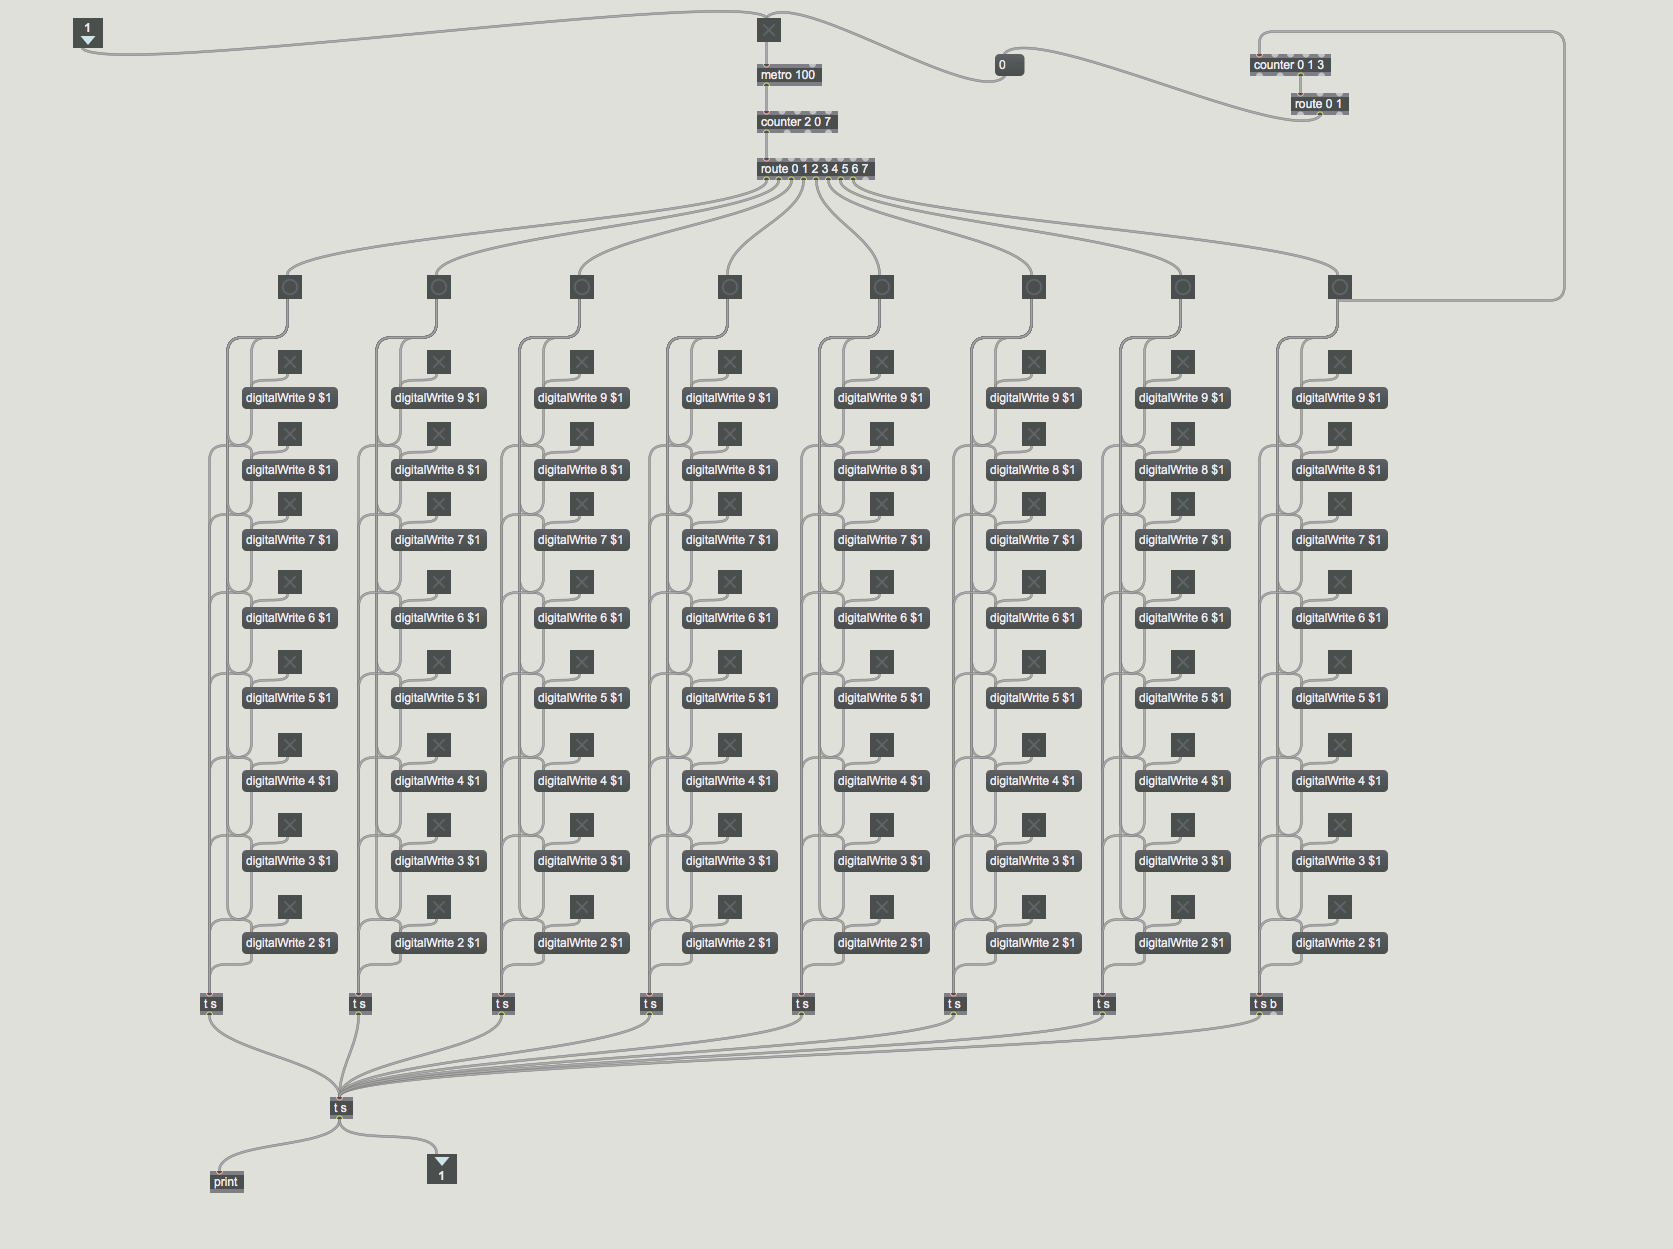 1
0
counter 0 1 3
metro 100
route 0 1
counter 2 0 7
route 0 1 2 3 4 5 6 7
digitalWrite 9 $1 digitalWrite 9 $1 digitalWrite 9 $1 digitalWrite 9 $1 digitalWrite 9 $1 digitalWrite 9 $1 digitalWrite 9 $1 digitalWrite 9 $1
digitalWrite 8 $1 digitalWrite 8 $1 digitalWrite 8 $1 digitalWrite 8 $1 digitalWrite 8 $1 digitalWrite 8 $1 digitalWrite 8 $1 digitalWrite 8 $1
digitalWrite 7 $1 digitalWrite 7 $1 digitalWrite 7 $1 digitalWrite 7 $1 digitalWrite 7 $1 digitalWrite 7 $1 digitalWrite 7 $1 digitalWrite 7 $1
digitalWrite 6 $1 digitalWrite 6 $1 digitalWrite 6 $1 digitalWrite 6 $1 digitalWrite 6 $1 digitalWrite 6 $1 digitalWrite 6 $1 digitalWrite 6 $1
digitalWrite 5 $1 digitalWrite 5 $1 digitalWrite 5 $1 digitalWrite 5 $1 digitalWrite 5 $1 digitalWrite 5 $1 digitalWrite 5 $1 digitalWrite 5 $1
digitalWrite 4 $1 digitalWrite 4 $1 digitalWrite 4 $1 digitalWrite 4 $1 digitalWrite 4 $1 digitalWrite 4 $1 digitalWrite 4 $1 digitalWrite 4 $1
digitalWrite 3 $1 digitalWrite 3 $1 digitalWrite 3 $1 digitalWrite 3 $1 digitalWrite 3 $1 digitalWrite 3 $1 digitalWrite 3 $1 digitalWrite 3 $1
digitalWrite 2 $1 digitalWrite 2 $1 digitalWrite 2 $1 digitalWrite 2 $1 digitalWrite 2 $1 digitalWrite 2 $1 digitalWrite 2 $1 digitalWrite 2 $1
t s t s t s t s t s t s t s t s b
t s
print
1